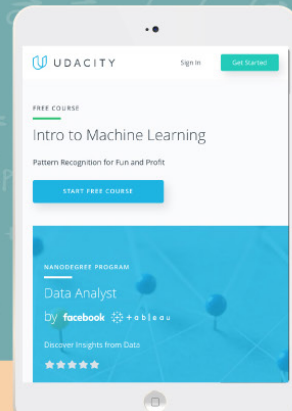 UDACITY
Sign In
Get Started
FREE COURSE
Intro to Machine Learning
Pattern Recognition for Fun and Profit
START FREE COURSE
NANODEGREE PROGRAM
Data Analyst
by facebook +ableau
Discover Insights from Data